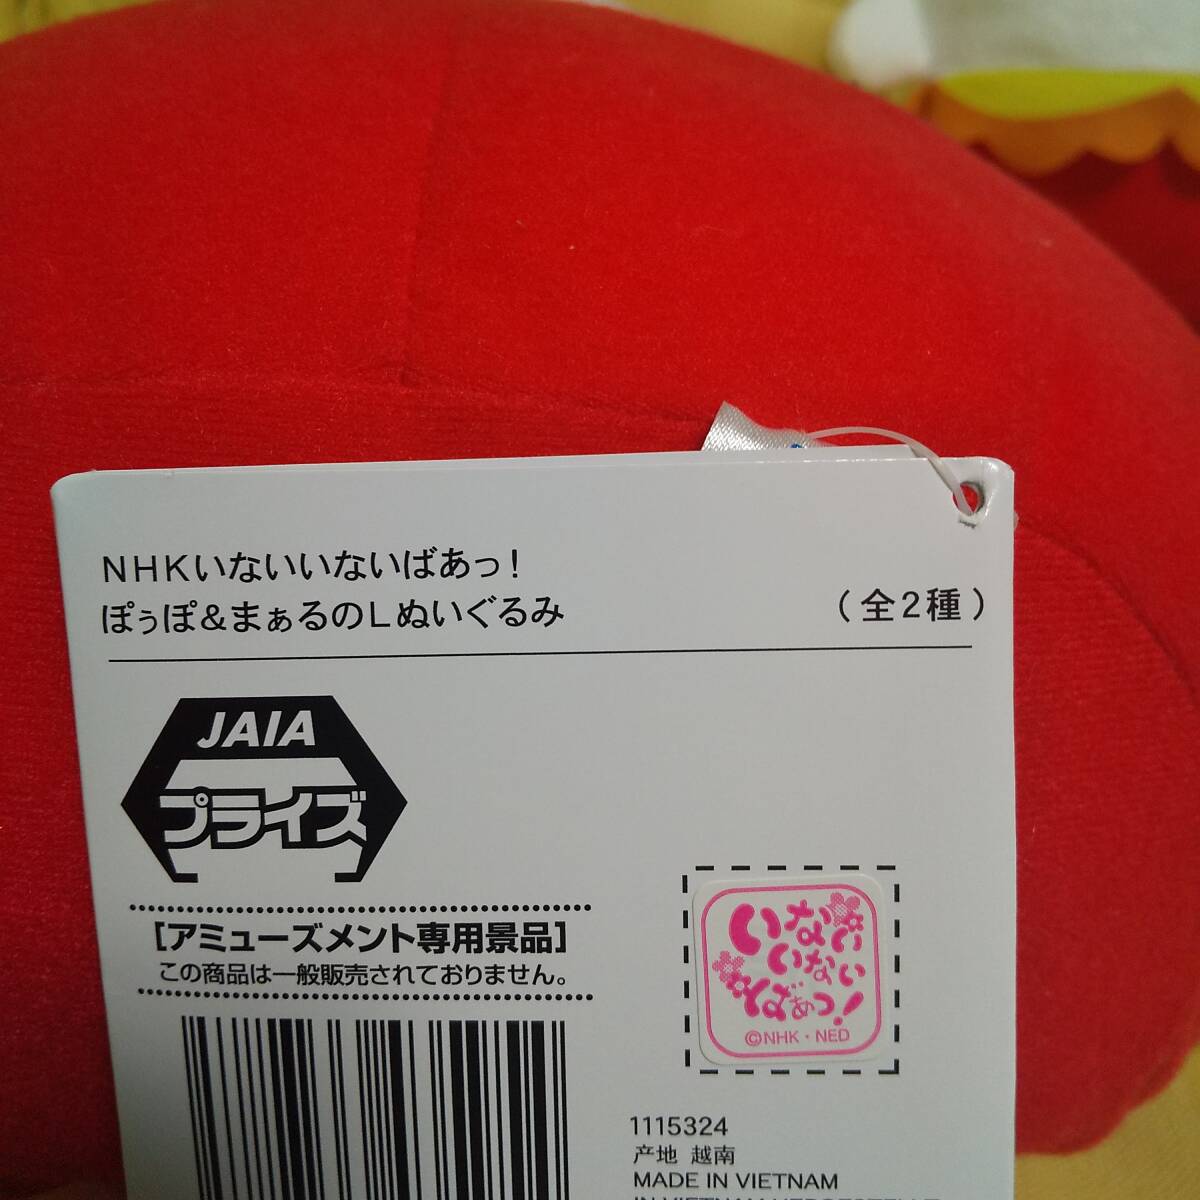 NHKいないいないばあっ！
ぽぅぽ&まぁるのLぬいぐるみ
（全2種）
JAIA
プライズ
[アミューズメント専用景品]
この商品は一般販売されておりません。
いない
いない
ばぁっ！
©NHK・NED
1115324
产地 越南
MADE IN VIETNAM